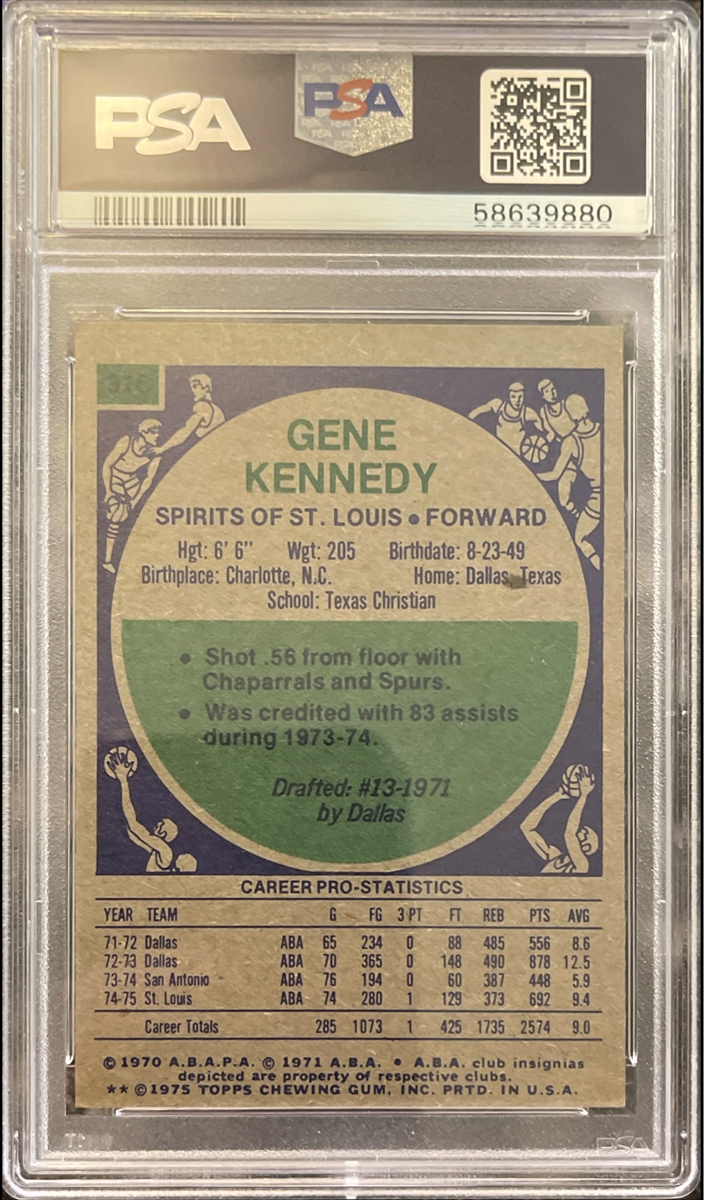 PSA PSA
58639880
316
GENE
KENNEDY
SPIRITS OF ST. LOUIS • FORWARD
Hgt: 6' 6" Wgt: 205 Birthdate: 8-23-49
Birthplace: Charlotte, N.C. Home: Dallas, Texas
School: Texas Christian
• Shot .56 from floor with
Chaparrals and Spurs.
• Was credited with 83 assists
during 1973-74.
Drafted: #13-1971
by Dallas
CAREER PRO-STATISTICS
YEAR TEAM G FG 3 PT FT REB PTS AVG
71-72 Dallas ABA 65 234 0 88 485 556 8.6
72-73 Dallas ABA 70 365 0 148 490 878 12.5
73-74 San Antonio ABA 76 194 0 60 387 448 5.9
74-75 St. Louis ABA 74 280 1 129 373 692 9.4
Career Totals 285 1073 1 425 1735 2574 9.0
© 1970 A.B.A.P.A. © 1971 A.B.A. • A.B.A. club insignias
depicted are property of respective clubs.
** © 1975 TOPPS CHEWING GUM, INC. PRTD. IN U.S.A.
PSA